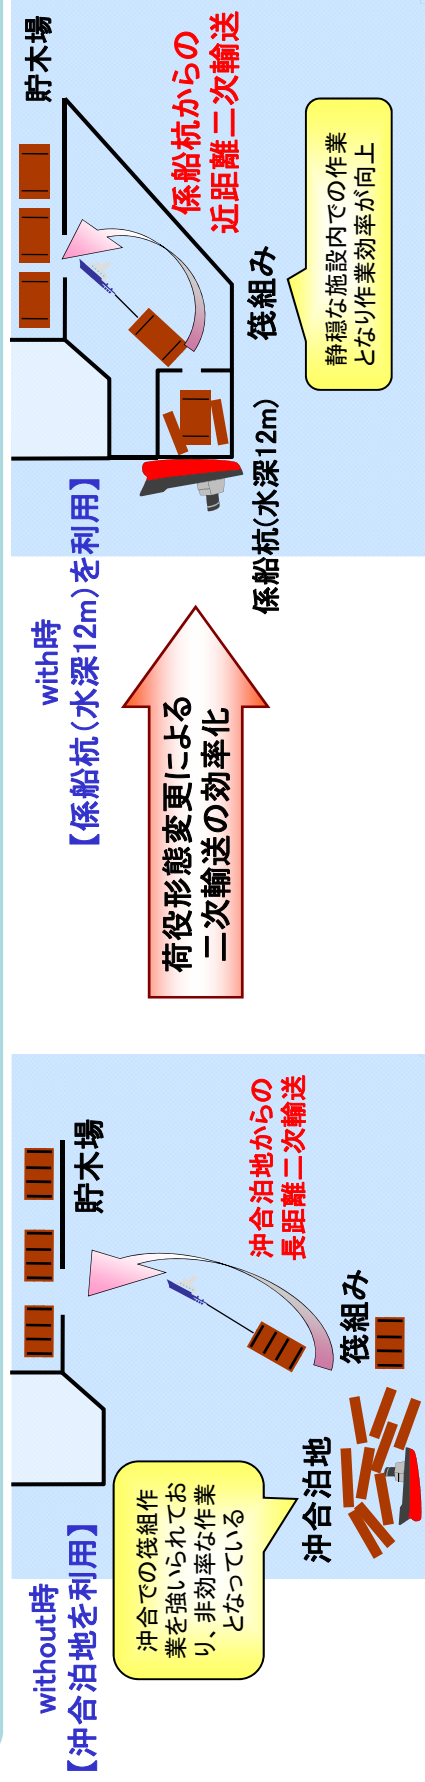 without時
【沖合泊地を利用】
沖合での筏組作
業を強いられてお
り、非効率な作業
となっている
沖合泊地
筏組み
沖合泊地からの
長距離二次輸送
貯木場
荷役形態変更による
二次輸送の効率化
with時
【係船杭(水深12m)を利用】
係船杭(水深12m)
筏組み
係船杭からの
近距離二次輸送
貯木場
静穏な施設内での作業
となり作業効率が向上